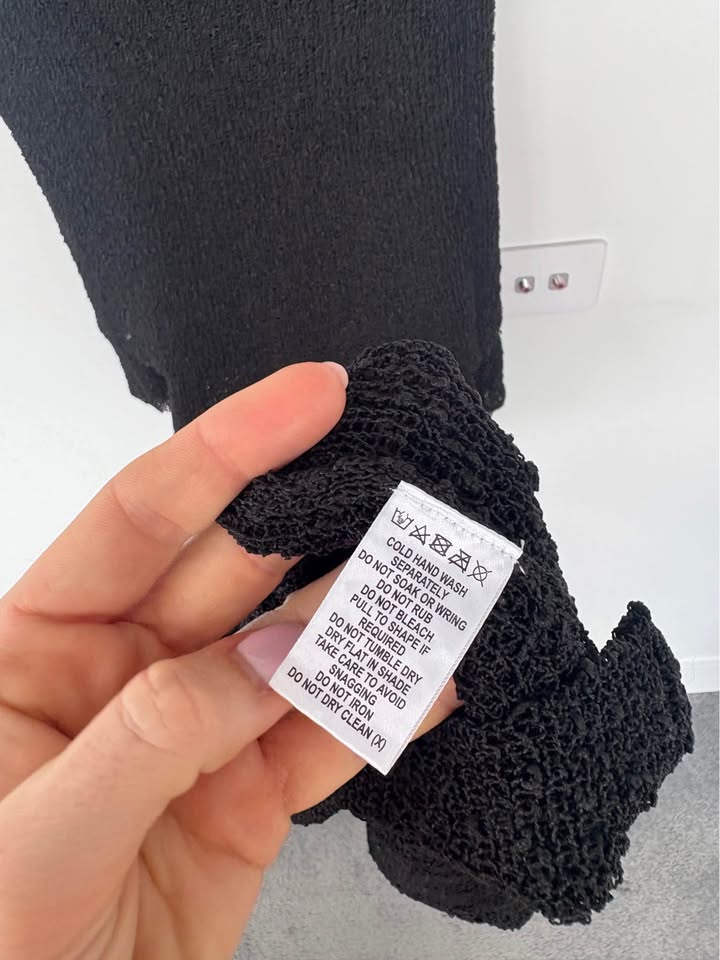 COLD HAND WASH
SEPARATELY
DO NOT SOAK OR WRING
DO NOT RUB
DO NOT BLEACH
PULL TO SHAPE IF
REQUIRED
DO NOT TUMBLE DRY
DRY FLAT IN SHADE
TAKE CARE TO AVOID
SNAGGING
DO NOT IRON
DO NOT DRY CLEAN (X)